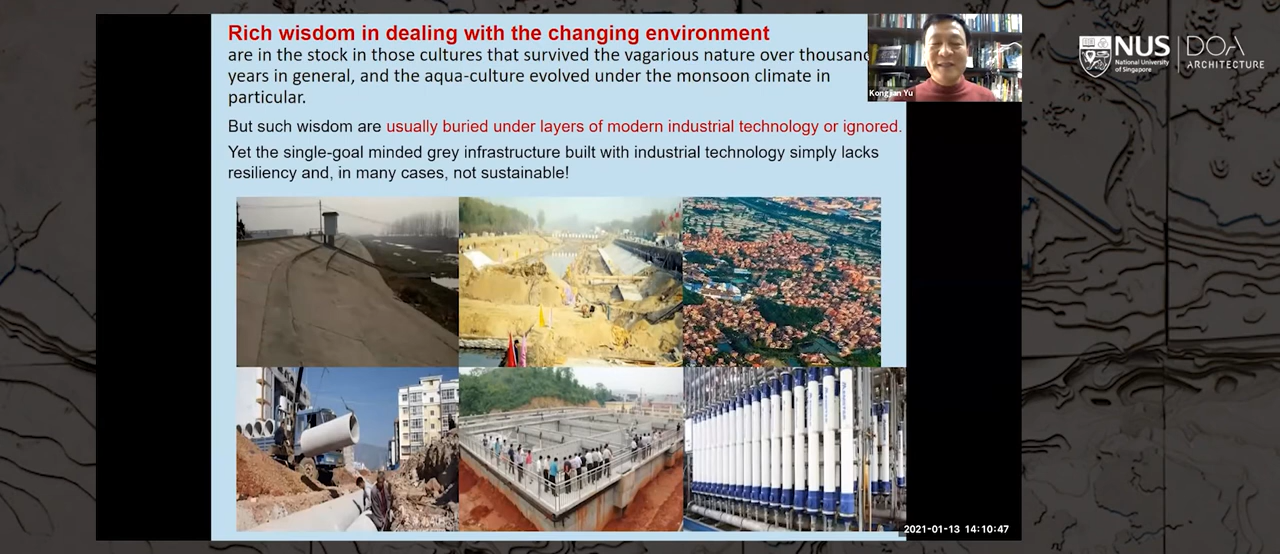 Rich wisdom in dealing with the changing environment
are in the stock in those cultures that survived the vagarious nature over
years in general, and the aqua-culture evolved under the monsoon climate in
particular.
But such wisdom are usually buried under layers of modern industrial technology or ignored.
Yet the single-goal minded grey infrastructure built with industrial technology simply lacks
resiliency and, in many cases, not sustainable!
Kongjian Yu
NUS
National University
of Singapore
DOA
ARCHITECTURE
2021-01-13 14:10:47